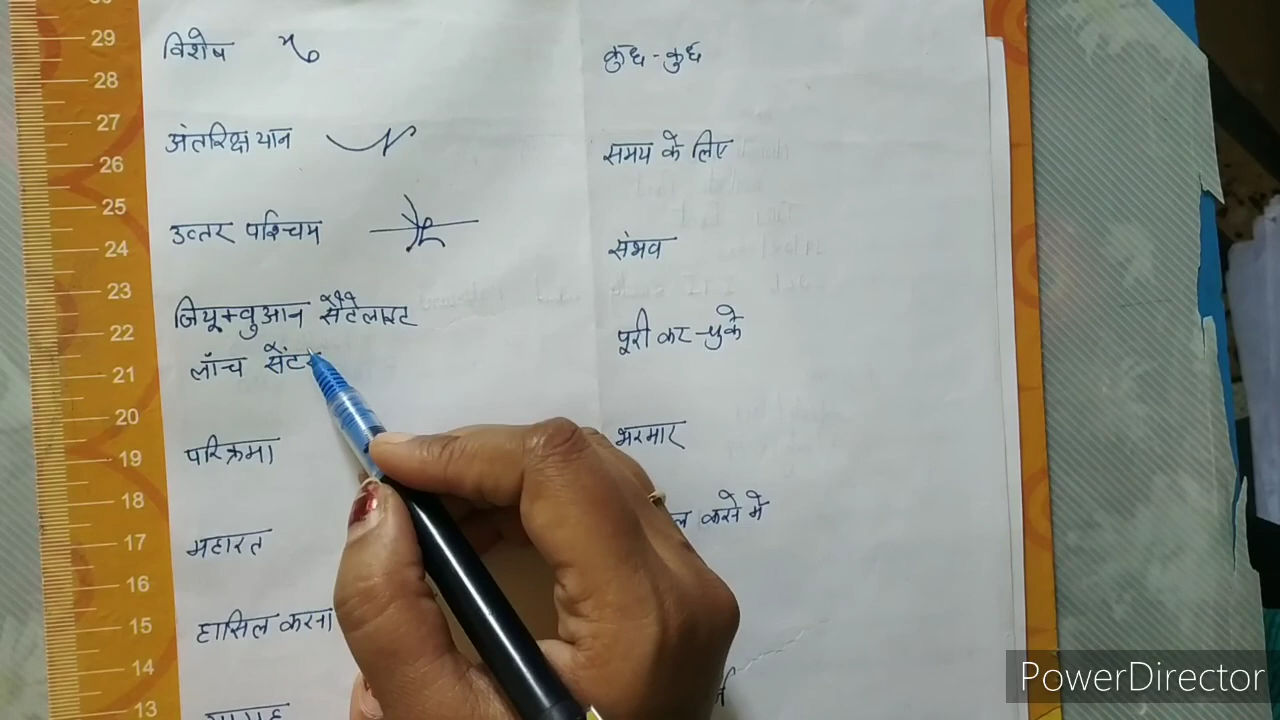 29
28
27
26
25
24
23
22
21
20
19
18
17
16
15
14
13
विशेष
अंतरिक्ष यान
उत्तर पश्चिम
जियूक्वुआन सैटेलाइट
लॉंच सैंटर
परिक्रमा
महारत
हासिल करना
कुछ - कुछ
समय के लिए
संभव
पूरी कर चुके
भरमार
करने में
PowerDirector